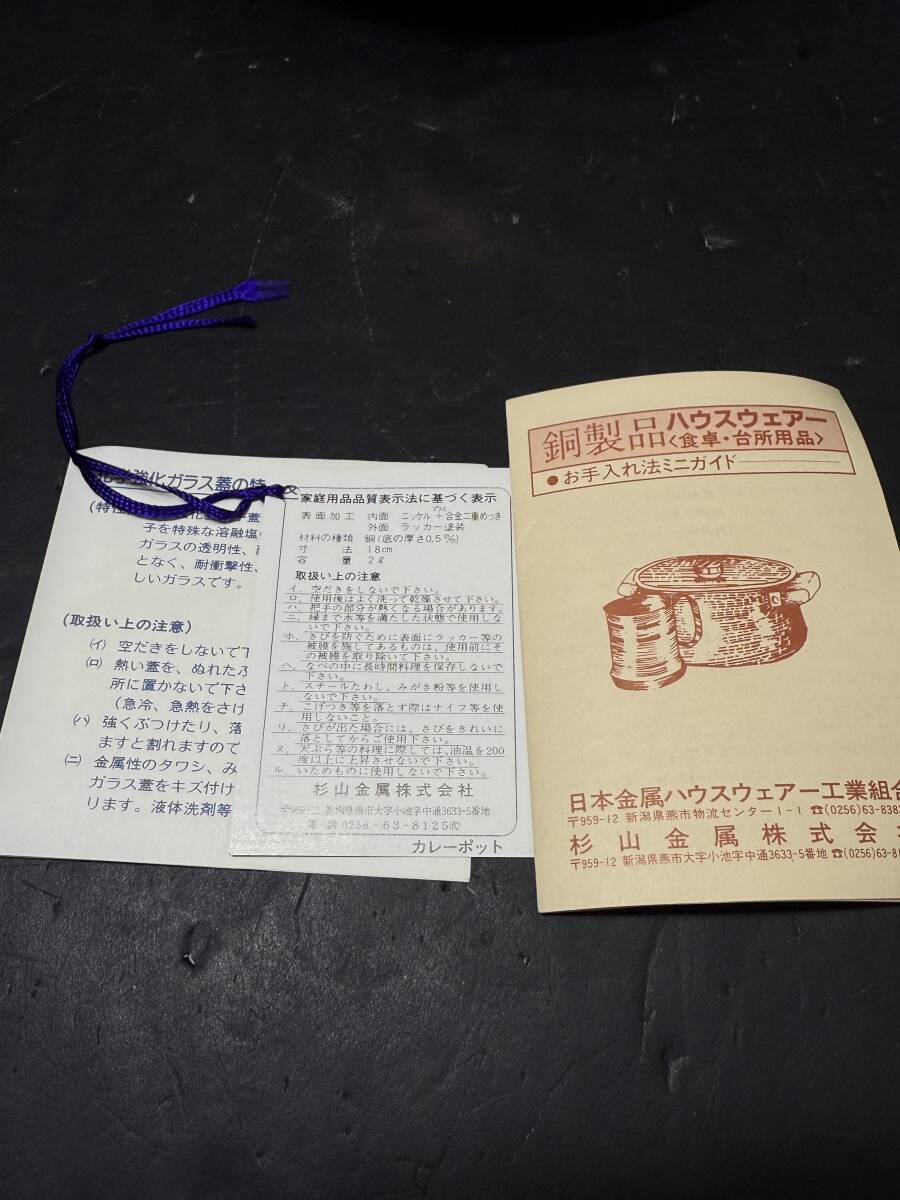 化学強化ガラス蓋の特
(特性
子を特殊な溶融塩
ガラスの透明性、
となく、耐衝撃性、
しいガラスです。
(取扱い上の注意)
(イ) 空だきをしないで下
(ロ) 熱い蓋を、ぬれたふ
所に置かないで下さ
(急冷、急熱をさけ
(ハ) 強くぶつけたり、落
ますと割れますので
(ニ) 金属性のタワシ、み
ガラス蓋をキズ付け
ります。液体洗剤等
家庭用品品質表示法に基づく表示
表面加工 内面 ニッケル+プラス合金二重めっき
外面 ラッカー塗装
材料の種類 銅(底の厚さ0.5㎜)
寸法 18cm
容量 2ℓ
取扱い上の注意
イ、空だきをしないで下さい。
ロ、使用後はよく洗って乾燥させて下さい。
ハ、把手の部分が熱くなる場合があります。
ニ、縁まで水等を満たした状態で使用しな
いで下さい。
ホ、さびを防ぐために表面にラッカー等の
被膜を施してあるものは、使用前にそ
の被膜を取り除いて下さい。
ヘ、なべの中に長時間料理を保存しないで
下さい。
ト、スチールたわし、みがき粉等を使用し
ないで下さい。
チ、こげつき等を落とす際はナイフ等を使
用しないこと。
リ、さびが出た場合には、さびをきれいに
落としてからご使用下さい。
ヌ、天ぷら等の料理に際しては、油温を200
度以上に上昇させないで下さい。
ル、いためものに使用しないで下さい。
杉山金属株式会社
〒959-12 新潟県燕市大字小池字中通3633-5番地
電話0256-63-8125(代)
カレーポット
銅製品 ハウスウェアー
<食卓・台所用品>
●お手入れ法ミニガイド
日本金属ハウスウェアー工業組合
〒959-12 新潟県燕市物流センター1-1 ☎(0256)63-838
杉山金属株式会
〒959-12 新潟県燕市大字小池字中通3633-5番地 ☎(0256)63-8